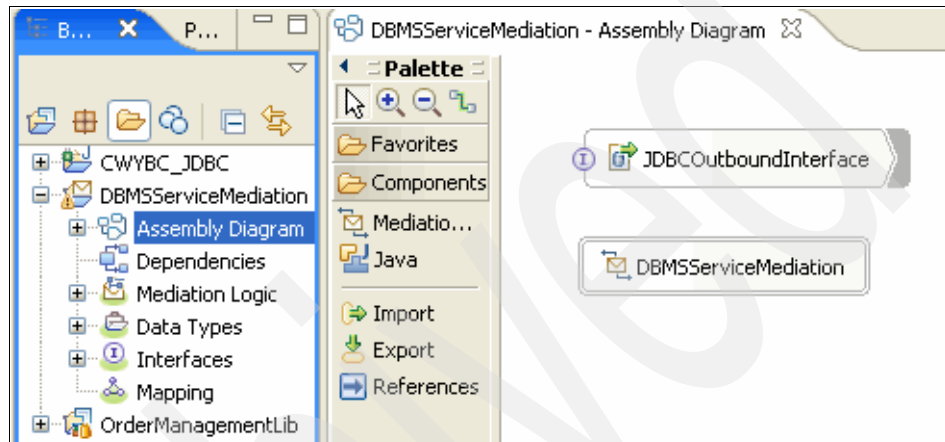 B...
P...
DBMSServiceMediation - Assembly Diagram
Palette
Favorites
Components
Mediatio...
Java
Import
Export
References
CWYBC_JDBC
DBMSServiceMediation
Assembly Diagram
Dependencies
Mediation Logic
Data Types
Interfaces
Mapping
OrderManagementLib
I JDBCOutboundInterface
DBMSServiceMediation